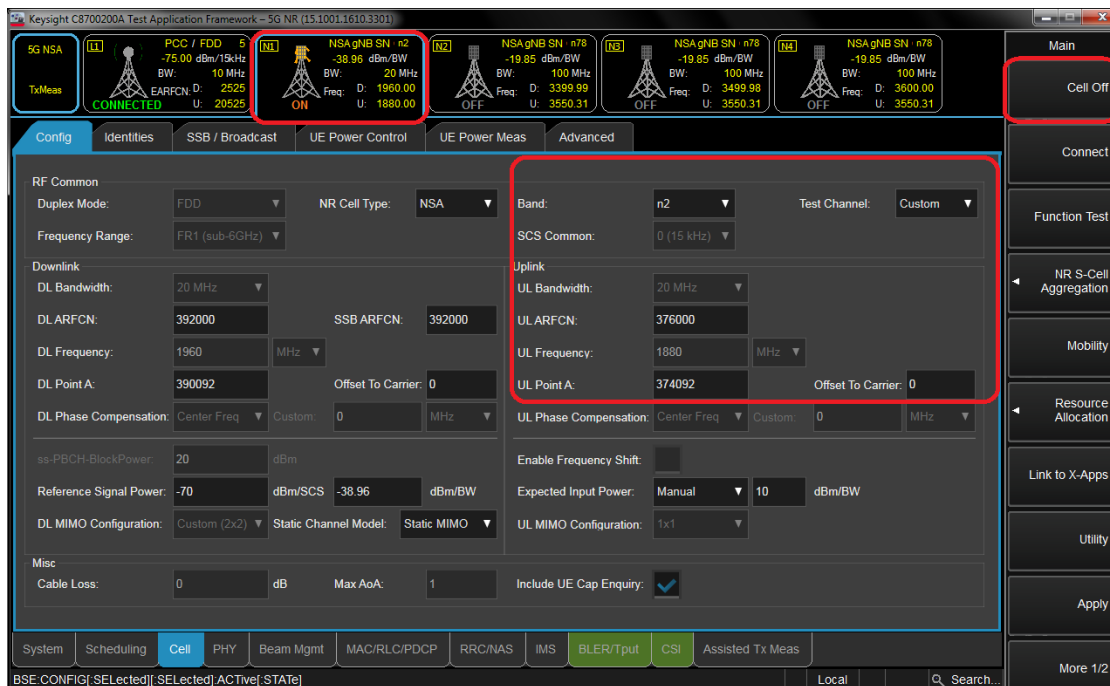 Keysight C8700200A Test Application Framework – 5G NR (15.1001.1610.3301)
5G NSA
TxMeas
L1 PCC / FDD 5
-75.00 dBm/15kHz
BW: 10 MHz
EARFCN: D: 2525
CONNECTED U: 20525
N1 NSA gNB SN · n2
-38.96 dBm/BW
BW: 20 MHz
Freq: D: 1960.00
ON U: 1880.00
N2 NSA gNB SN · n78
-19.85 dBm/BW
BW: 100 MHz
Freq: D: 3399.99
OFF U: 3550.31
N3 NSA gNB SN · n78
-19.85 dBm/BW
BW: 100 MHz
Freq: D: 3499.98
OFF U: 3550.31
N4 NSA gNB SN · n78
-19.85 dBm/BW
BW: 100 MHz
Freq: D: 3600.00
OFF U: 3550.31
Config Identities SSB / Broadcast UE Power Control UE Power Meas Advanced
RF Common
Duplex Mode: FDD NR Cell Type: NSA Band: n2 Test Channel: Custom
Frequency Range: FR1 (sub-6GHz) SCS Common: 0 (15 kHz)
Downlink
DL Bandwidth: 20 MHz
DL ARFCN: 392000 SSB ARFCN: 392000
DL Frequency: 1960 MHz
DL Point A: 390092 Offset To Carrier: 0
DL Phase Compensation: Center Freq Custom: 0 MHz
ss-PBCH-BlockPower: 20 dBm
Reference Signal Power: -70 dBm/SCS -38.96 dBm/BW
DL MIMO Configuration: Custom (2x2) Static Channel Model: Static MIMO
Uplink
UL Bandwidth: 20 MHz
UL ARFCN: 376000
UL Frequency: 1880 MHz
UL Point A: 374092 Offset To Carrier: 0
UL Phase Compensation: Center Freq Custom: 0 MHz
Enable Frequency Shift:
Expected Input Power: Manual 10 dBm/BW
UL MIMO Configuration: 1x1
Misc
Cable Loss: 0 dB Max AoA: 1 Include UE Cap Enquiry:
System Scheduling Cell PHY Beam Mgmt MAC/RLC/PDCP RRC/NAS IMS BLER/Tput CSI Assisted Tx Meas
BSE:CONFIG[:SELected][:SELected]:ACTive[:STATe] Local Search...
Main
Cell Off
Connect
Function Test
NR S-Cell
Aggregation
Mobility
Resource
Allocation
Link to X-Apps
Utility
Apply
More 1/2